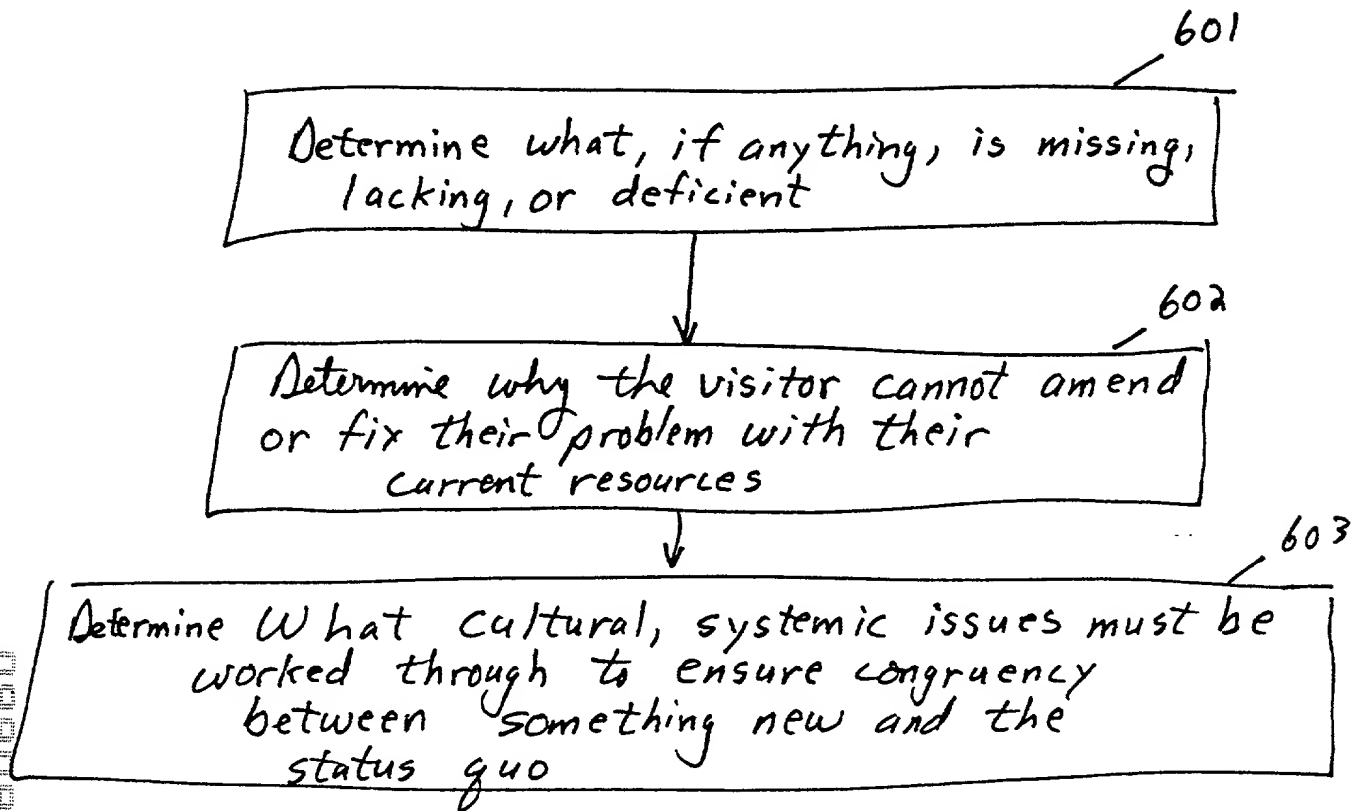 601
Determine what, if anything, is missing,
lacking, or deficient
602
Determine why the visitor cannot amend
or fix their problem with their
current resources
603
Determine What cultural, systemic issues must be
worked through to ensure congruency
between something new and the
status quo